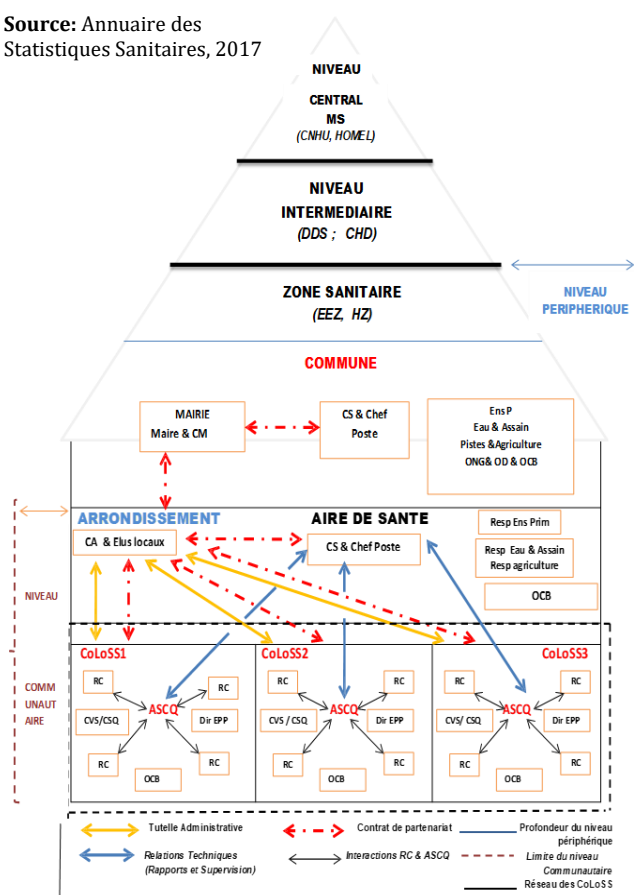 Source: Annuaire des
Statistiques Sanitaires, 2017
NIVEAU
CENTRAL
MS
(CNHU, HOMEL)
NIVEAU
INTERMEDIAIRE
(DDS ; CHD)
ZONE SANITAIRE
(EEZ, HZ)
NIVEAU
PERIPHERIQUE
COMMUNE
MAIRIE
Maire & CM
CS & Chef
Poste
Ens P
Eau & Assain
Pistes &Agriculture
ONG& OD & OCB
ARRONDISSEMENT
AIRE DE SANTE
CA & Elus locaux
CS & Chef Poste
Resp Ens Prim
Resp Eau & Assain
Resp agriculture
OCB
NIVEAU
COMM
UNAUT
AIRE
CoLoSS1
RC
RC
ASCQ
CVS/CSQ
Dir EPP
RC
RC
OCB
CoLoSS2
RC
RC
ASCQ
CVS / CSQ
Dir EPP
RC
RC
OCB
CoLoSS3
RC
RC
ASCQ
CVS/ CSQ
Dir EPP
RC
RC
OCB
Tutelle Administrative
Contrat de partenariat
Profondeur du niveau
périphérique
Relations Techniques
(Rapports et Supervision)
Interactions RC & ASCQ
Limite du niveau
Communautaire
Réseau des CoLoSS